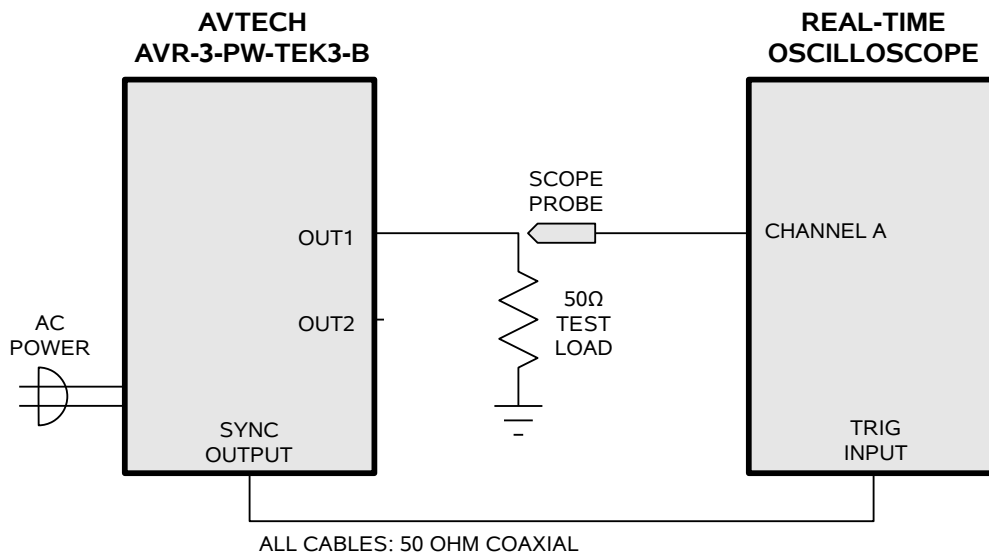 AVTECH
AVR-3-PW-TEK3-B
REAL-TIME
OSCILLOSCOPE
SCOPE
PROBE
OUT1
CHANNEL A
50Ω
TEST
LOAD
OUT2
AC
POWER
SYNC
OUTPUT
TRIG
INPUT
ALL CABLES: 50 OHM COAXIAL